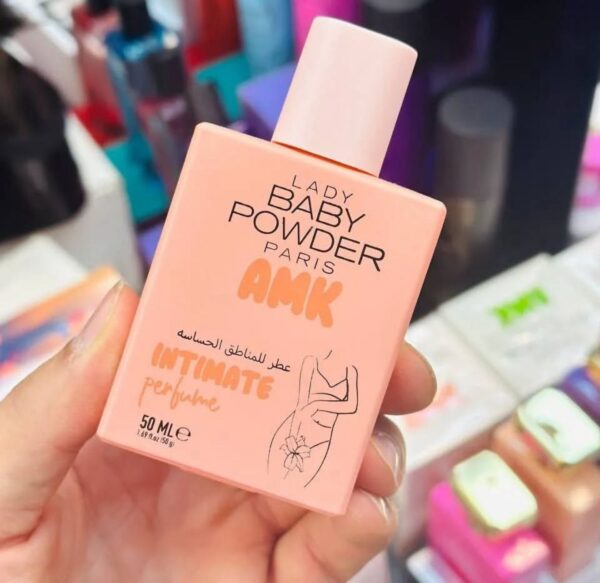 LADY
BABY
POWDER
PARIS
AMK
عطر للمناطق الحساسه
INTIMATE
perfume
50 ML e
1.69 fl.oz (50 g)